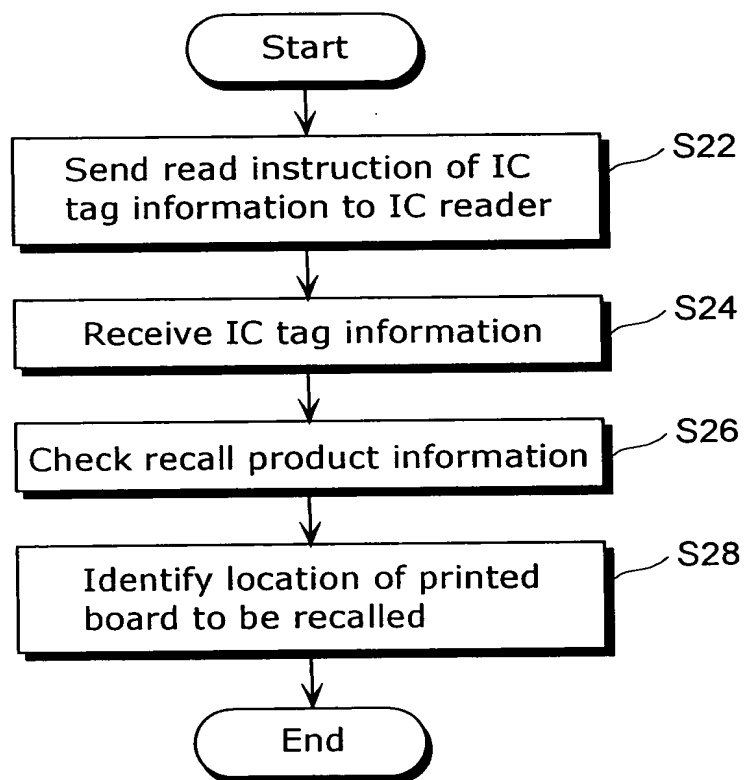 Start
Send read instruction of IC
tag information to IC reader
S22
Receive IC tag information
S24
Check recall product information
S26
Identify location of printed
board to be recalled
S28
End